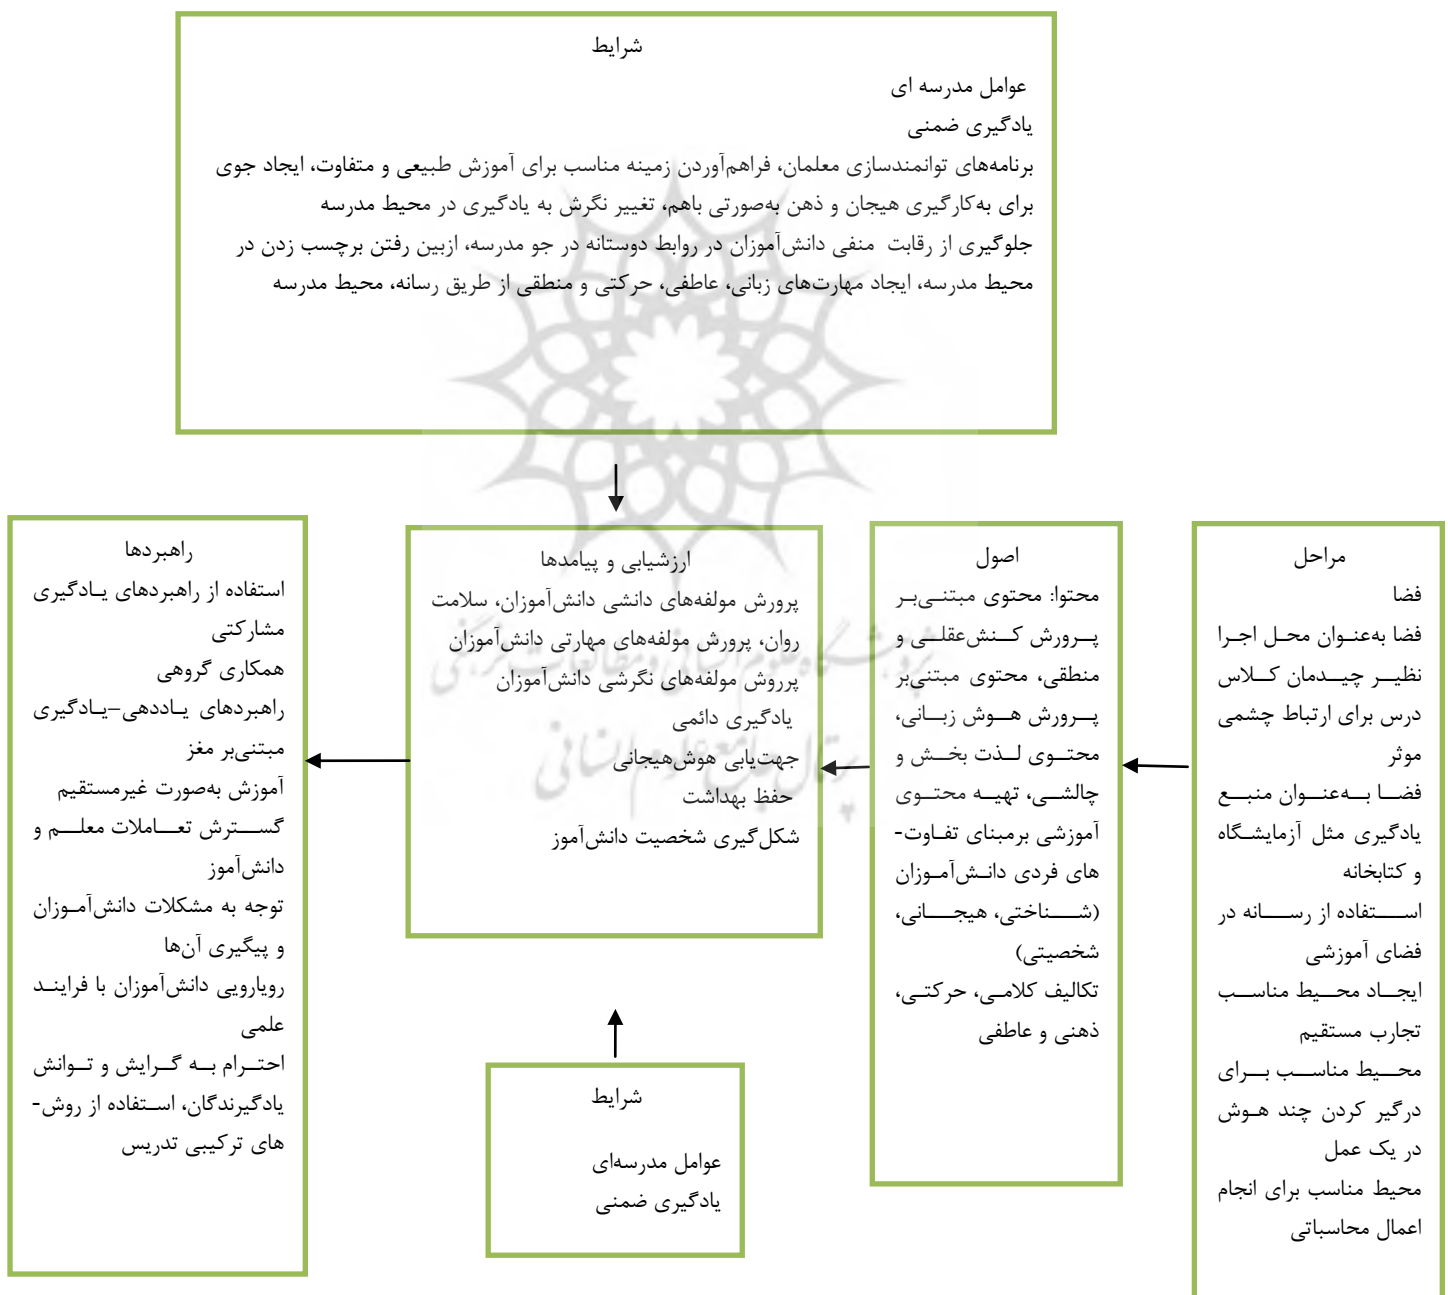 شرایط
عوامل مدرسه ای
یادگیری ضمنی
برنامه‌های توانمندسازی معلمان، فراهم‌آوردن زمینه مناسب برای آموزش طبیعی و متفاوت، ایجاد جوی
برای به‌کارگیری هیجان و ذهن به‌صورتی باهم، تغییر نگرش به یادگیری در محیط مدرسه
جلوگیری از رقابت منفی دانش‌آموزان در روابط دوستانه در جو مدرسه، ازبین رفتن برچسب زدن در
محیط مدرسه، ایجاد مهارت‌های زبانی، عاطفی، حرکتی و منطقی از طریق رسانه، محیط مدرسه
مراحل
فضا
فضا به‌عنوان محل اجرا
نظیر چیدمان کلاس
درس برای ارتباط چشمی
موثر
فضا به‌عنوان منبع
یادگیری مثل آزمایشگاه
و کتابخانه
استفاده از رسانه در
فضای آموزشی
ایجاد محیط مناسب
تجارب مستقیم
محیط مناسب برای
درگیر کردن چند هوش
در یک عمل
محیط مناسب برای انجام
اعمال محاسباتی
اصول
محتوا: محتوی مبتنی‌بر
پرورش کنش‌عقلی و
منطقی، محتوی مبتنی‌بر
پرورش هوش زبانی،
محتوی لذت بخش و
چالشی، تهیه محتوی
آموزشی برمبنای تفاوت-
های فردی دانش‌آموزان
(شناختی، هیجانی،
شخصیتی)
تکالیف کلامی، حرکتی،
ذهنی و عاطفی
ارزشیابی و پیامدها
پرورش مولفه‌های دانشی دانش‌آموزان، سلامت
روان، پرورش مولفه‌های مهارتی دانش‌آموزان
پرروش مولفه‌های نگرشی دانش‌آموزان
یادگیری دائمی
جهت‌یابی هوش‌هیجانی
حفظ بهداشت
شکل‌گیری شخصیت دانش‌آموز
راهبردها
استفاده از راهبردهای یادگیری
مشارکتی
همکاری گروهی
راهبردهای یاددهی–یادگیری
مبتنی‌بر مغز
آموزش به‌صورت غیرمستقیم
گسترش تعاملات معلم و
دانش‌آموز
توجه به مشکلات دانش‌آموزان
و پیگیری آن‌ها
رویارویی دانش‌آموزان با فرایند
علمی
احترام به گرایش و توانش
یادگیرندگان، استفاده از روش-
های ترکیبی تدریس
شرایط
عوامل مدرسه‌ای
یادگیری ضمنی
پژوهشگاه علوم انسانی و مطالعات فرهنگی
پرتال جامع علوم انسانی